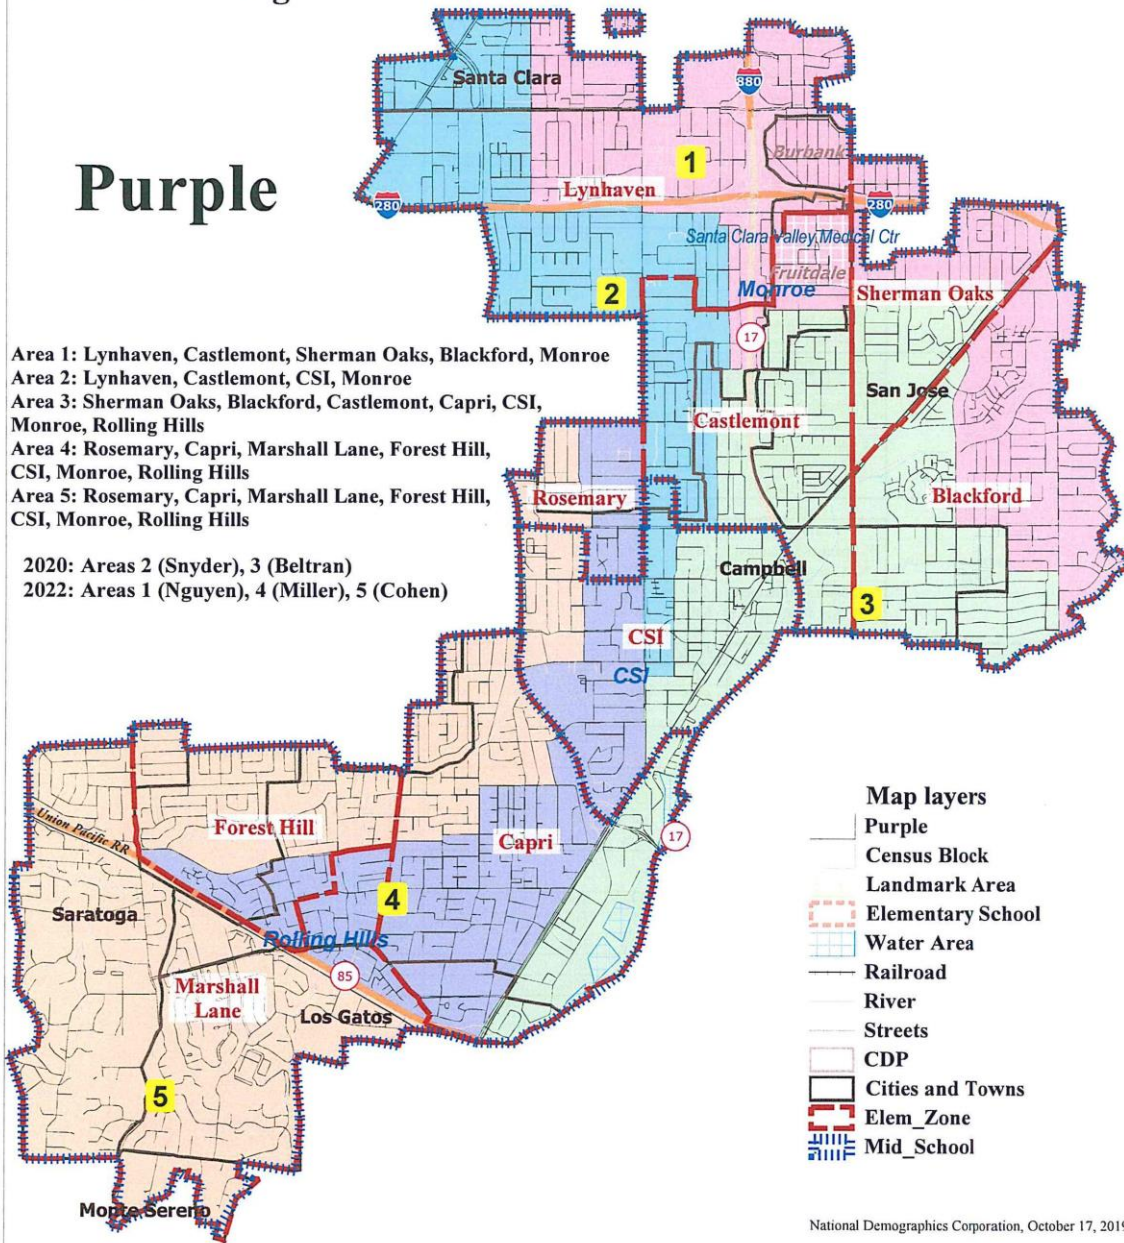 Purple
Santa Clara
880
1
Burbank
Lynhaven
280
280
Santa Clara Valley Medical Ctr
Fruitdale
2
Monroe
Sherman Oaks
17
Area 1: Lynhaven, Castlemont, Sherman Oaks, Blackford, Monroe
Area 2: Lynhaven, Castlemont, CSI, Monroe
Area 3: Sherman Oaks, Blackford, Castlemont, Capri, CSI,
Monroe, Rolling Hills
Area 4: Rosemary, Capri, Marshall Lane, Forest Hill,
CSI, Monroe, Rolling Hills
Area 5: Rosemary, Capri, Marshall Lane, Forest Hill,
CSI, Monroe, Rolling Hills
2020: Areas 2 (Snyder), 3 (Beltran)
2022: Areas 1 (Nguyen), 4 (Miller), 5 (Cohen)
San Jose
Castlemont
Rosemary
Blackford
Campbell
3
CSI
CSI
Forest Hill
Capri
17
Union Pacific RR
4
Saratoga
Rolling Hills
85
Marshall
Lane
Los Gatos
5
Monte Sereno
Map layers
Purple
Census Block
Landmark Area
Elementary School
Water Area
Railroad
River
Streets
CDP
Cities and Towns
Elem_Zone
Mid_School
National Demographics Corporation, October 17, 2019